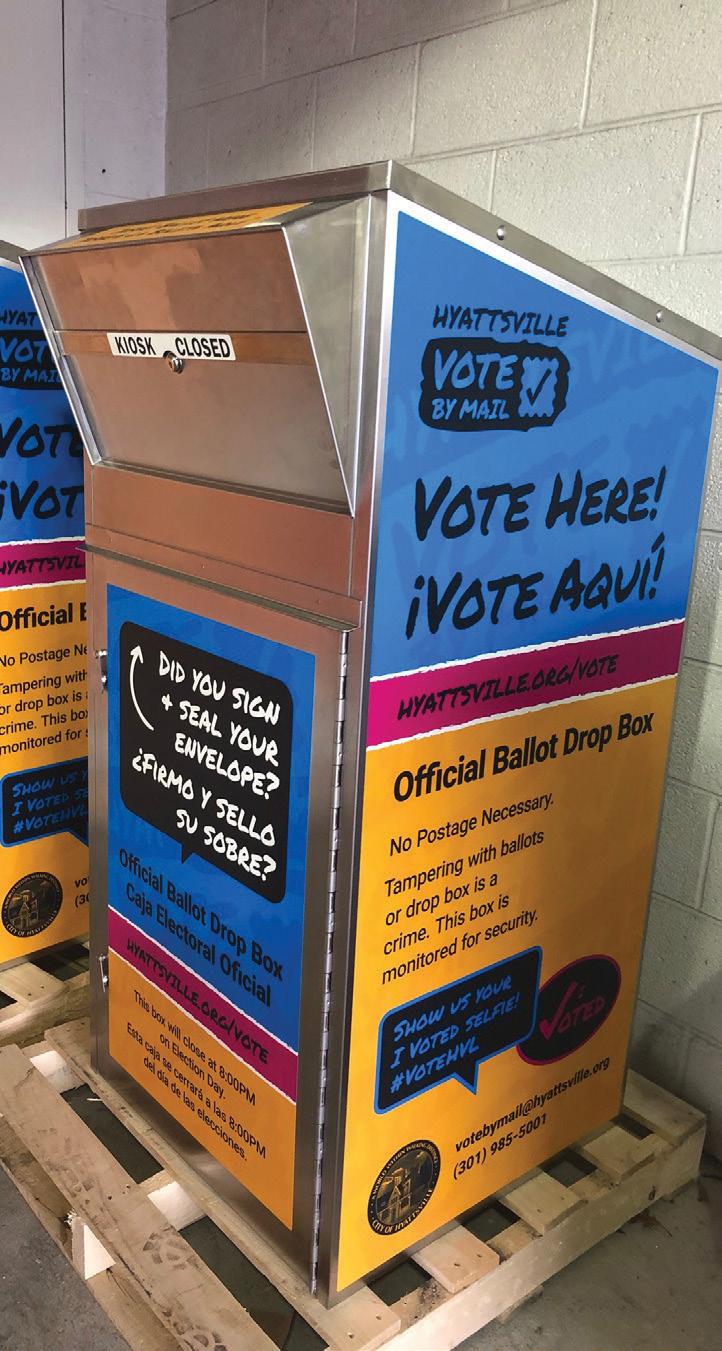 KIOSK CLOSED
DID YOU SIGN
+ SEAL YOUR
ENVELOPE?
¿FIRMO Y SELLO
SU SOBRE?
Official Ballot Drop Box
Caja Electoral Oficial
HYATTSVILLE.ORG/VOTE
This box will close at 8:00PM
on Election Day.
Esta caja se cerrará a las 8:00PM
del día de las elecciones.
HYATTSVILLE
VOTE
BY MAIL
VOTE HERE!
¡VOTE AQUÍ!
HYATTSVILLE.ORG/VOTE
Official Ballot Drop Box
No Postage Necessary.
Tampering with ballots
or drop box is a
crime. This box is
monitored for security.
SHOW US YOUR
I VOTED SELFIE!
#VOTEHVL
I
VOTED
votebymail@hyattsville.org
(301) 985-5001
CITY OF HYATTSVILLE
VOTE
BY MAIL
Official
No Postage
Tampering with
or drop box is
crime. This box
monitored for
SHOW US
I VOTED
#VOTEHVL
CITY OF HYATTSVILLE